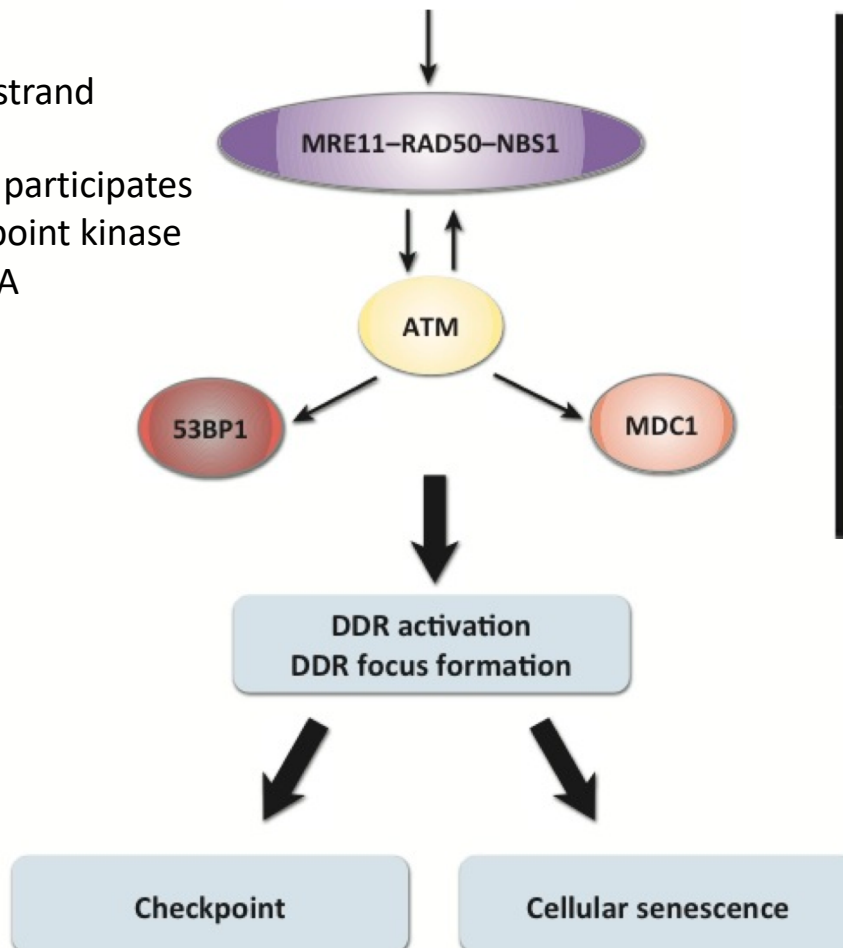 strand
MRE11–RAD50–NBS1
participates
point kinase
A
ATM
53BP1
MDC1
DDR activation
DDR focus formation
Checkpoint
Cellular senescence